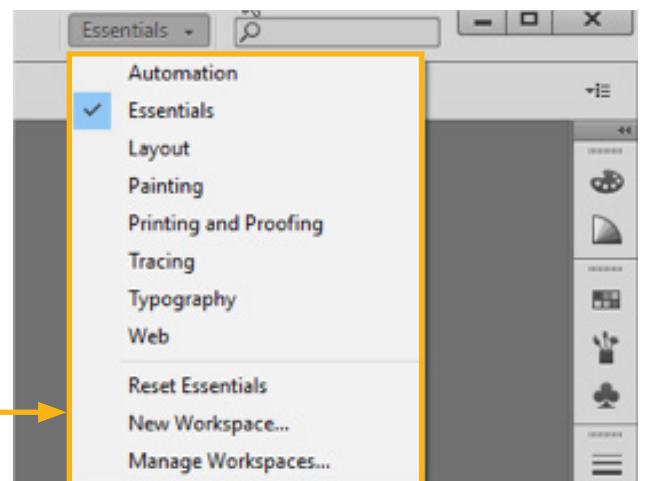 Essentials
Automation
Essentials
Layout
Painting
Printing and Proofing
Tracing
Typography
Web
Reset Essentials
New Workspace...
Manage Workspaces...